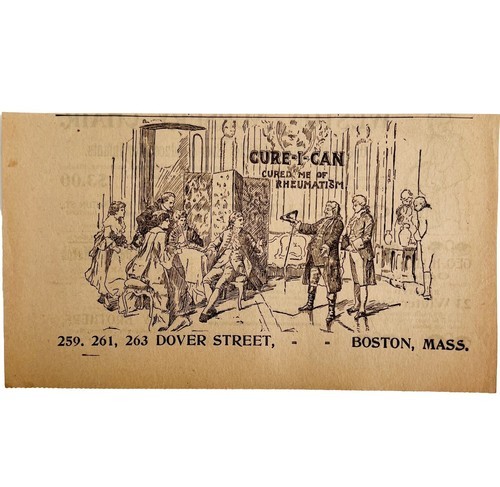 CURE-I-CAN
CURED ME OF
RHEUMATISM.
259. 261, 263 DOVER STREET, - - BOSTON, MASS.